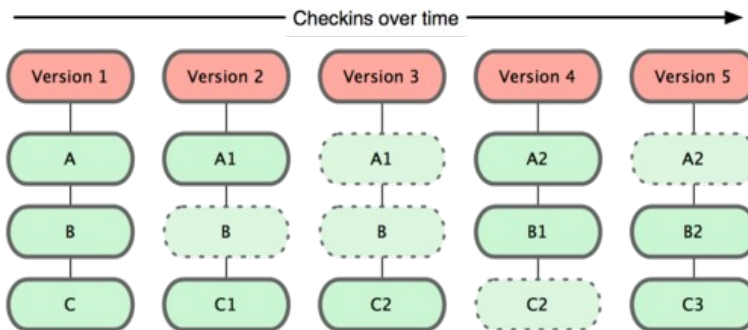 Checkins over time
Version 1 Version 2 Version 3 Version 4 Version 5
A A1 A1 A2 A2
B B B B1 B2
C C1 C2 C2 C3